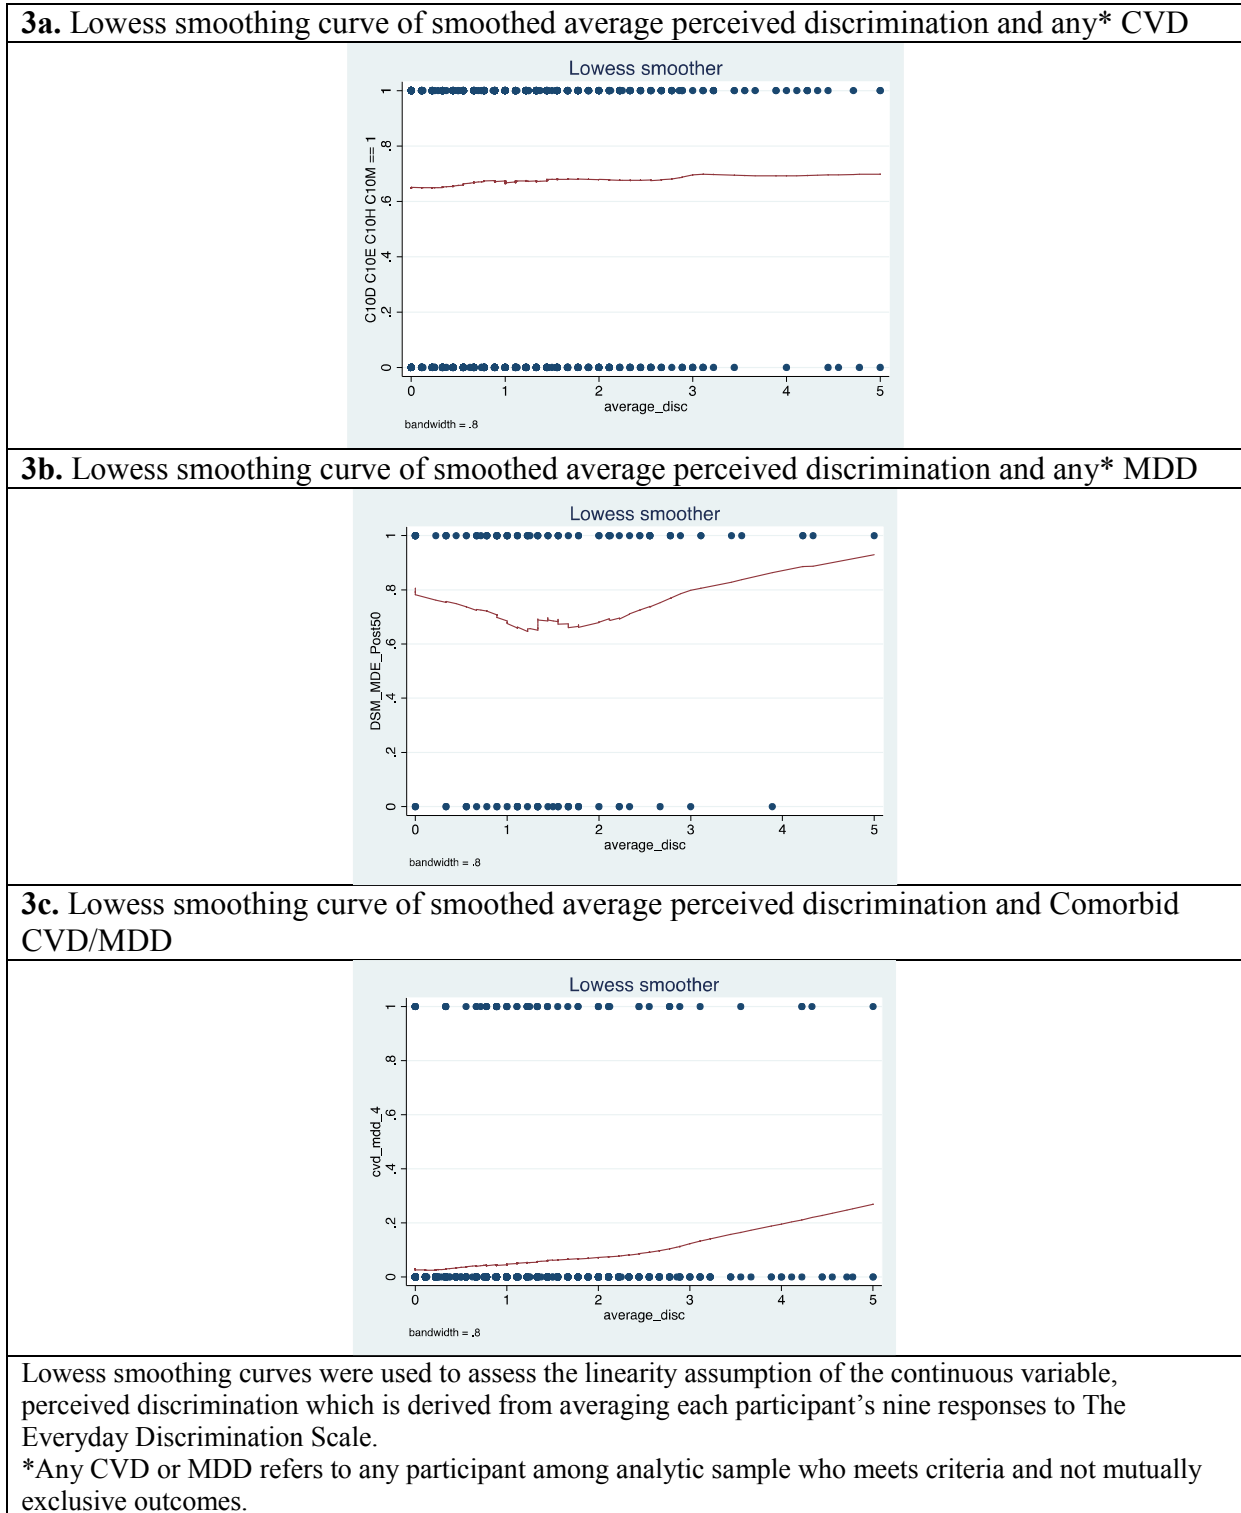 3a. Lowess smoothing curve of smoothed average perceived discrimination and any* CVD
Lowess smoother
C10D C10E C10H C10M == 1
1
.8
.6
.4
.2
0
0 1 2 3 4 5
average_disc
bandwidth = .8
3b. Lowess smoothing curve of smoothed average perceived discrimination and any* MDD
Lowess smoother
DSM_MDE_Post50
1
.8
.6
.4
.2
0
0 1 2 3 4 5
average_disc
bandwidth = .8
3c. Lowess smoothing curve of smoothed average perceived discrimination and Comorbid
CVD/MDD
Lowess smoother
cvd_mdd_4
1
.8
.6
.4
.2
0
0 1 2 3 4 5
average_disc
bandwidth = .8
Lowess smoothing curves were used to assess the linearity assumption of the continuous variable,
perceived discrimination which is derived from averaging each participant’s nine responses to The
Everyday Discrimination Scale.
*Any CVD or MDD refers to any participant among analytic sample who meets criteria and not mutually
exclusive outcomes.